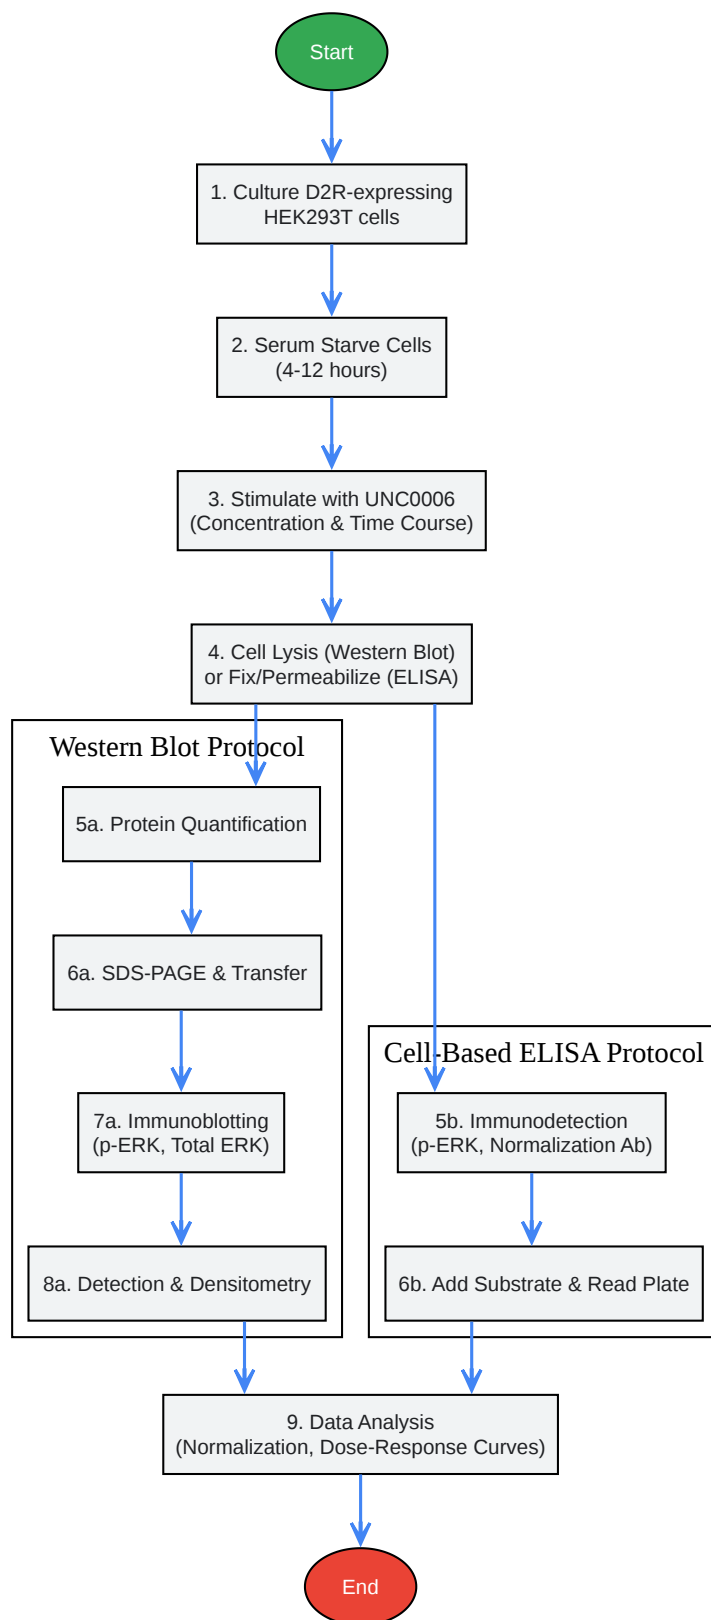 Start
1. Culture D2R-expressing
HEK293T cells
2. Serum Starve Cells
(4-12 hours)
3. Stimulate with UNC0006
(Concentration & Time Course)
4. Cell Lysis (Western Blot)
or Fix/Permeabilize (ELISA)
Western Blot Protocol
5a. Protein Quantification
6a. SDS-PAGE & Transfer
7a. Immunoblotting
(p-ERK, Total ERK)
8a. Detection & Densitometry
Cell-Based ELISA Protocol
5b. Immunodetection
(p-ERK, Normalization Ab)
6b. Add Substrate & Read Plate
9. Data Analysis
(Normalization, Dose-Response Curves)
End